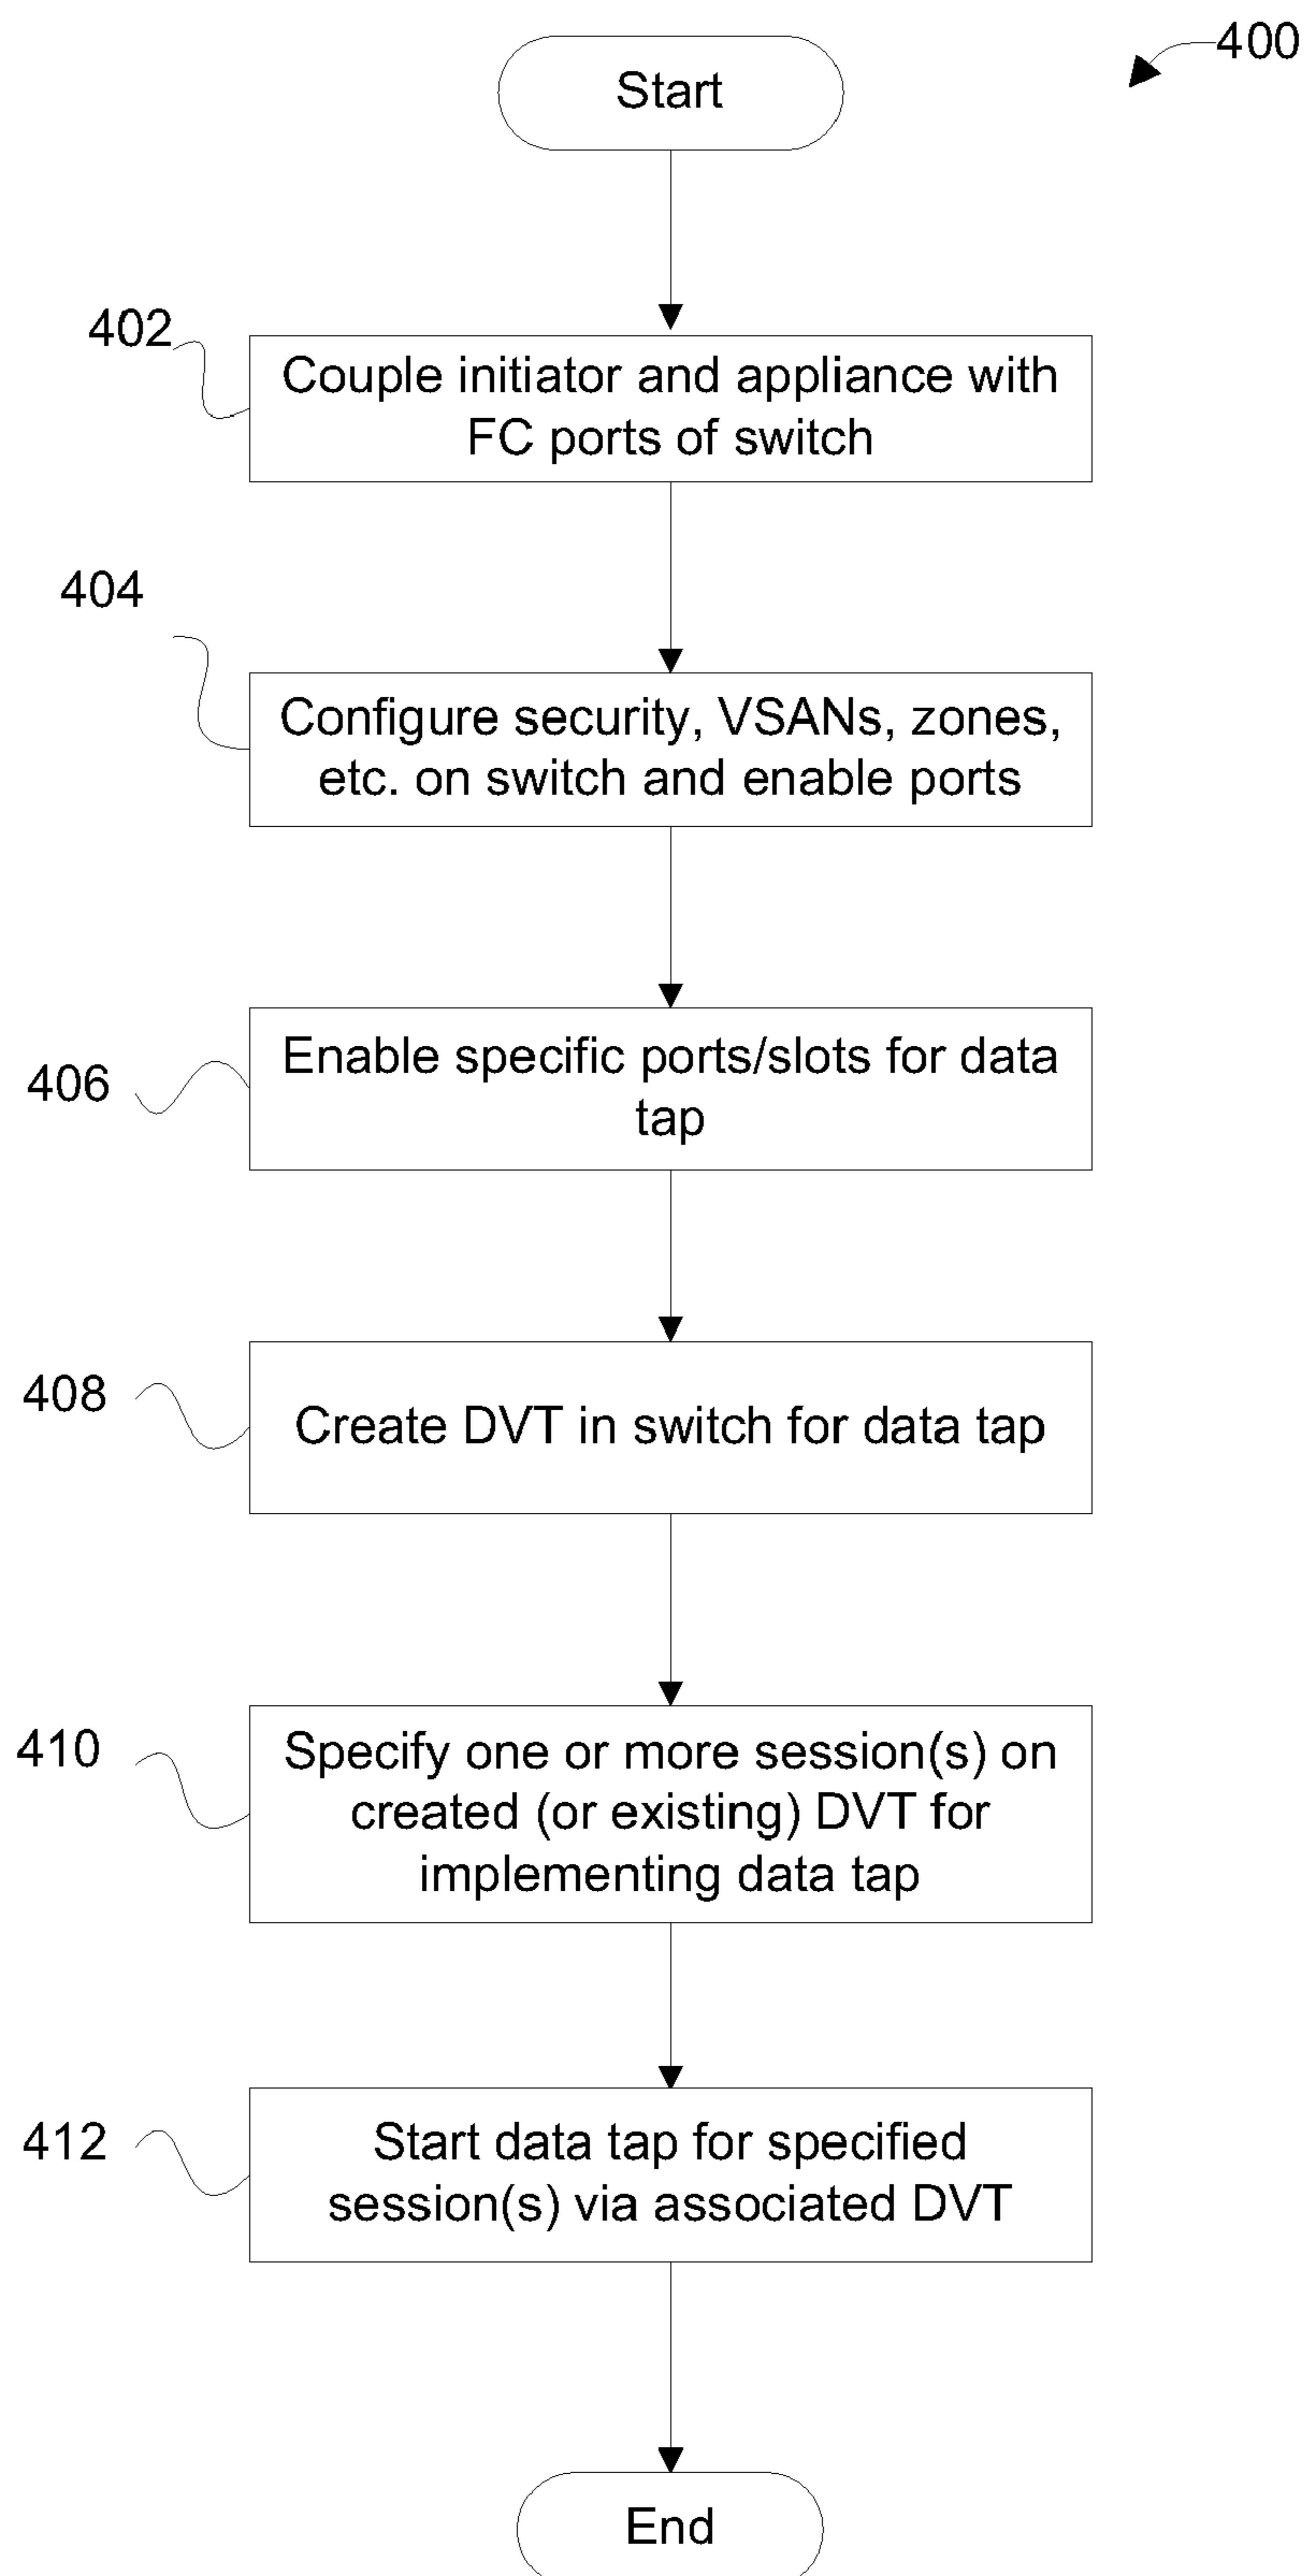 400
Start
402
Couple initiator and appliance with
FC ports of switch
404
Configure security, VSANs, zones,
etc. on switch and enable ports
406
Enable specific ports/slots for data
tap
408
Create DVT in switch for data tap
410
Specify one or more session(s) on
created (or existing) DVT for
implementing data tap
412
Start data tap for specified
session(s) via associated DVT
End